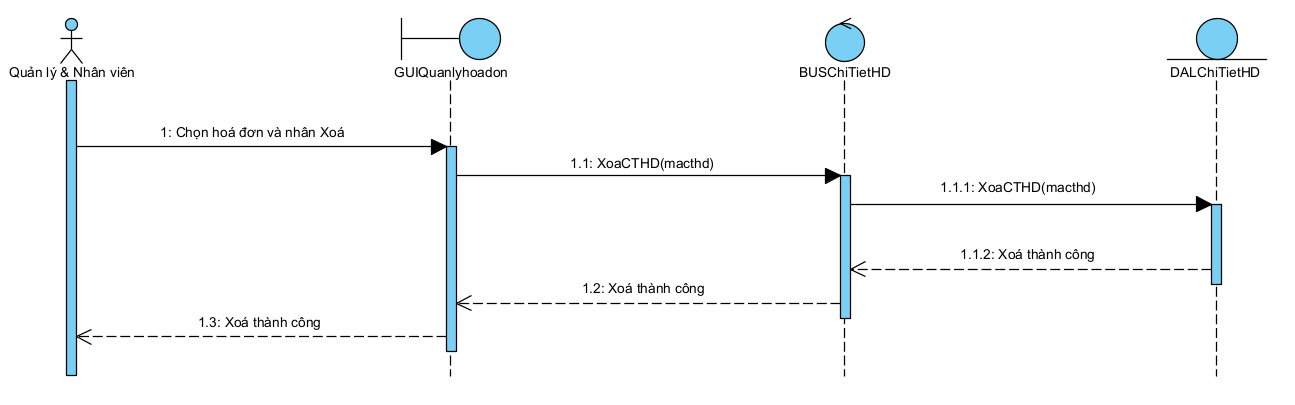 Quản lý & Nhân viên
GUIQuanlyhoadon
BUSChiTietHD
DALChiTietHD
1: Chọn hoá đơn và nhân Xoá
1.1: XoaCTHD(macthd)
1.1.1: XoaCTHD(macthd)
1.1.2: Xoá thành công
1.2: Xoá thành công
1.3: Xoá thành công